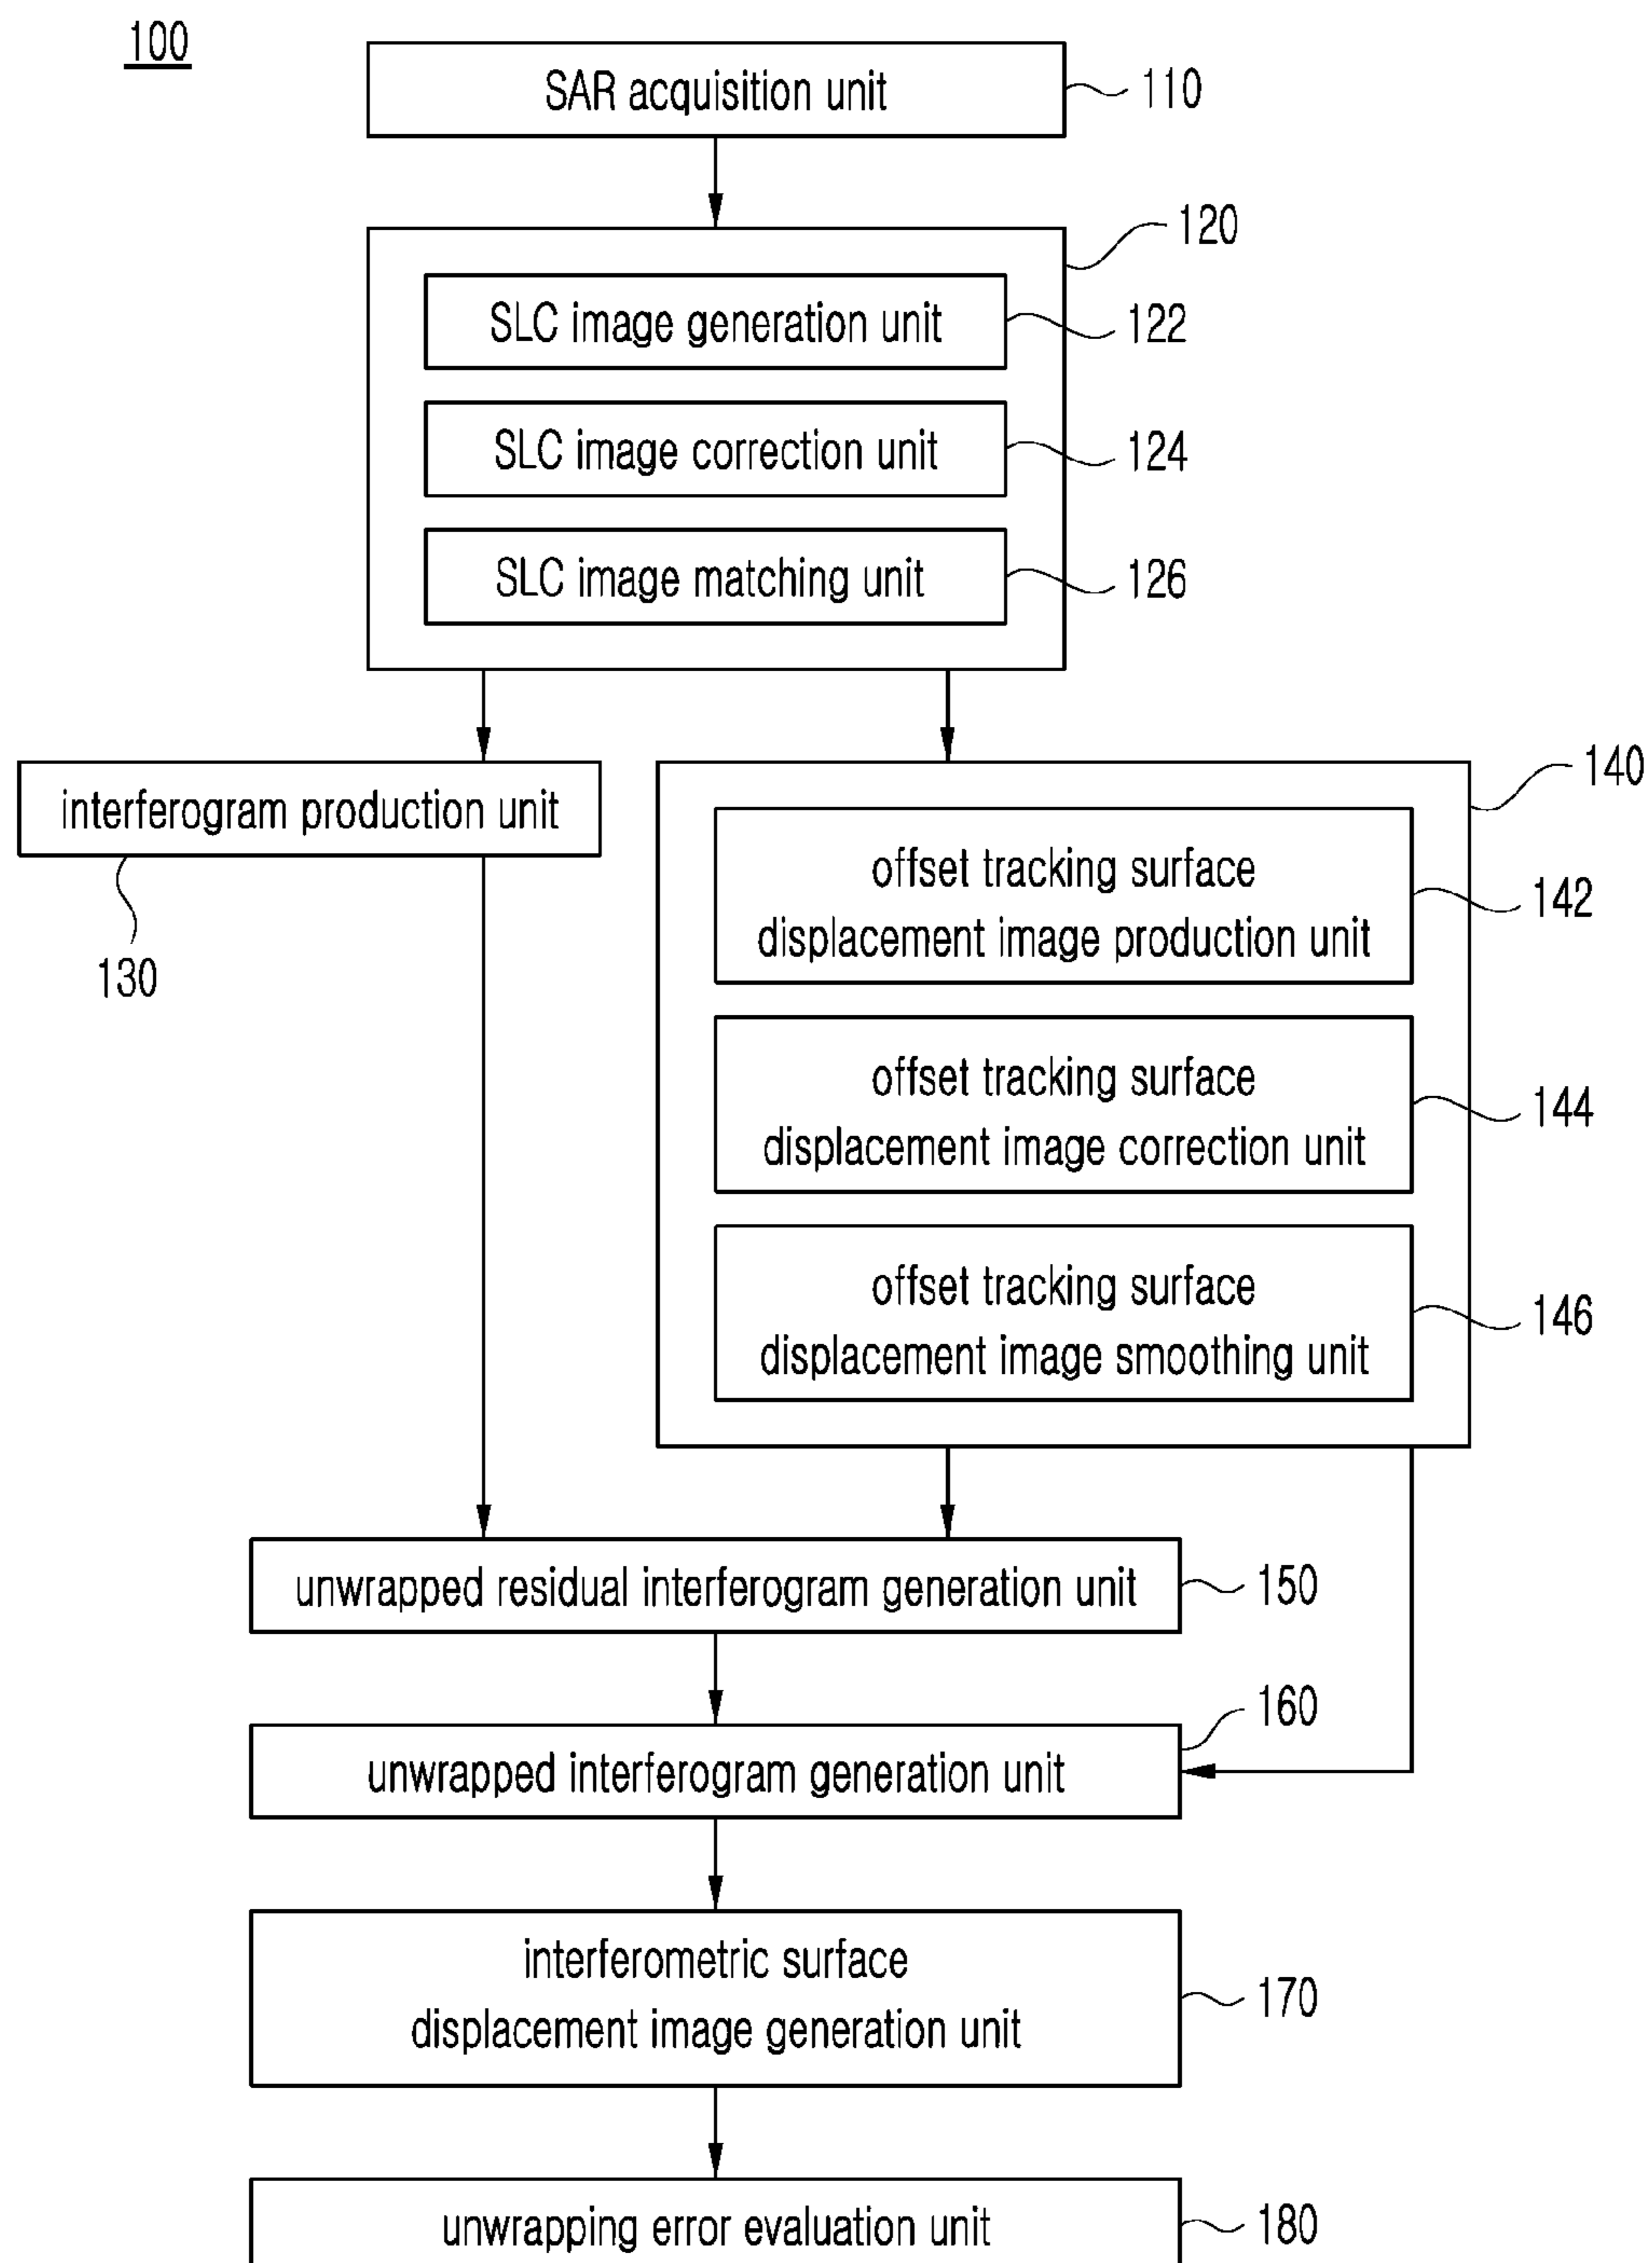 100
SAR acquisition unit
110
120
SLC image generation unit
122
SLC image correction unit
124
SLC image matching unit
126
interferogram production unit
130
140
offset tracking surface
displacement image production unit
142
offset tracking surface
displacement image correction unit
144
offset tracking surface
displacement image smoothing unit
146
unwrapped residual interferogram generation unit
150
160
unwrapped interferogram generation unit
interferometric surface
displacement image generation unit
170
unwrapping error evaluation unit
180